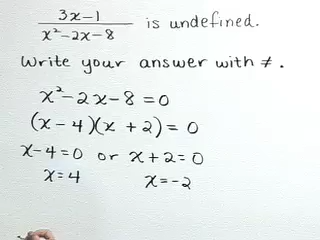 3x-1
x²-2x-8 is undefined.
Write your answer with ≠.
x²-2x-8=0
(x-4)(x+2)=0
x-4=0 or x+2=0
x=4 x=-2